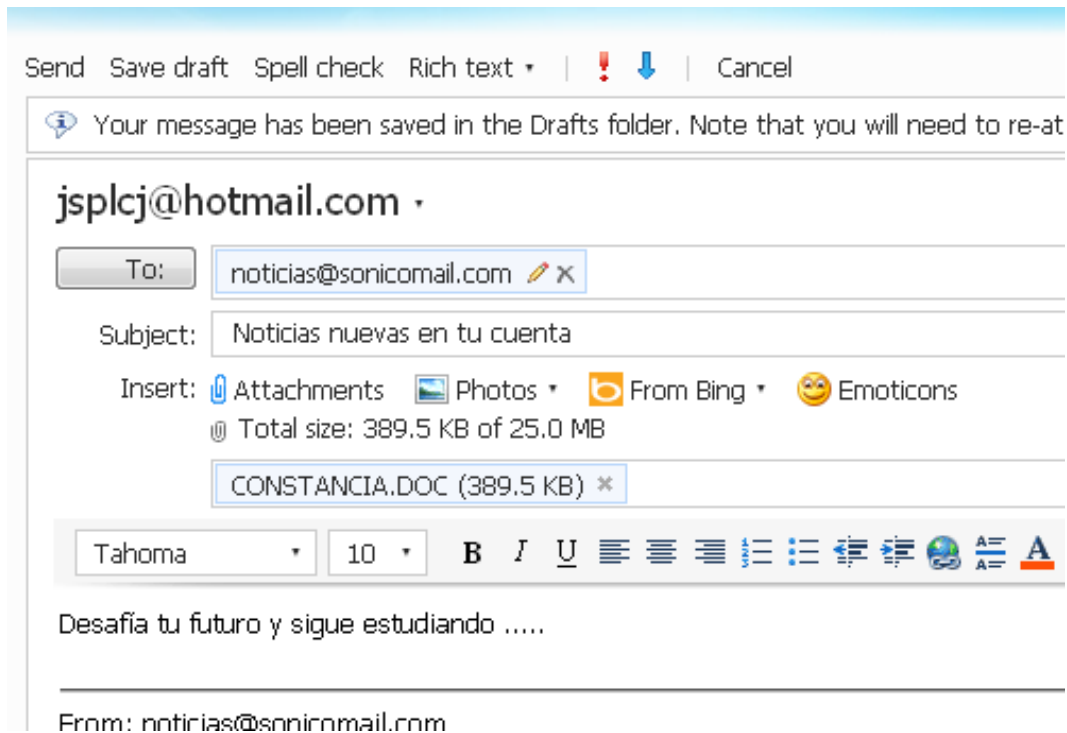 Send Save draft Spell check Rich text Cancel
Your message has been saved in the Drafts folder. Note that you will need to re-at
jsplcj@hotmail.com
To: noticias@sonicomail.com
Subject: Noticias nuevas en tu cuenta
Insert: Attachments Photos From Bing Emoticons
Total size: 389.5 KB of 25.0 MB
CONSTANCIA.DOC (389.5 KB)
Tahoma 10 B I U A
Desafía tu futuro y sigue estudiando .....
From: noticias@sonicomail.com